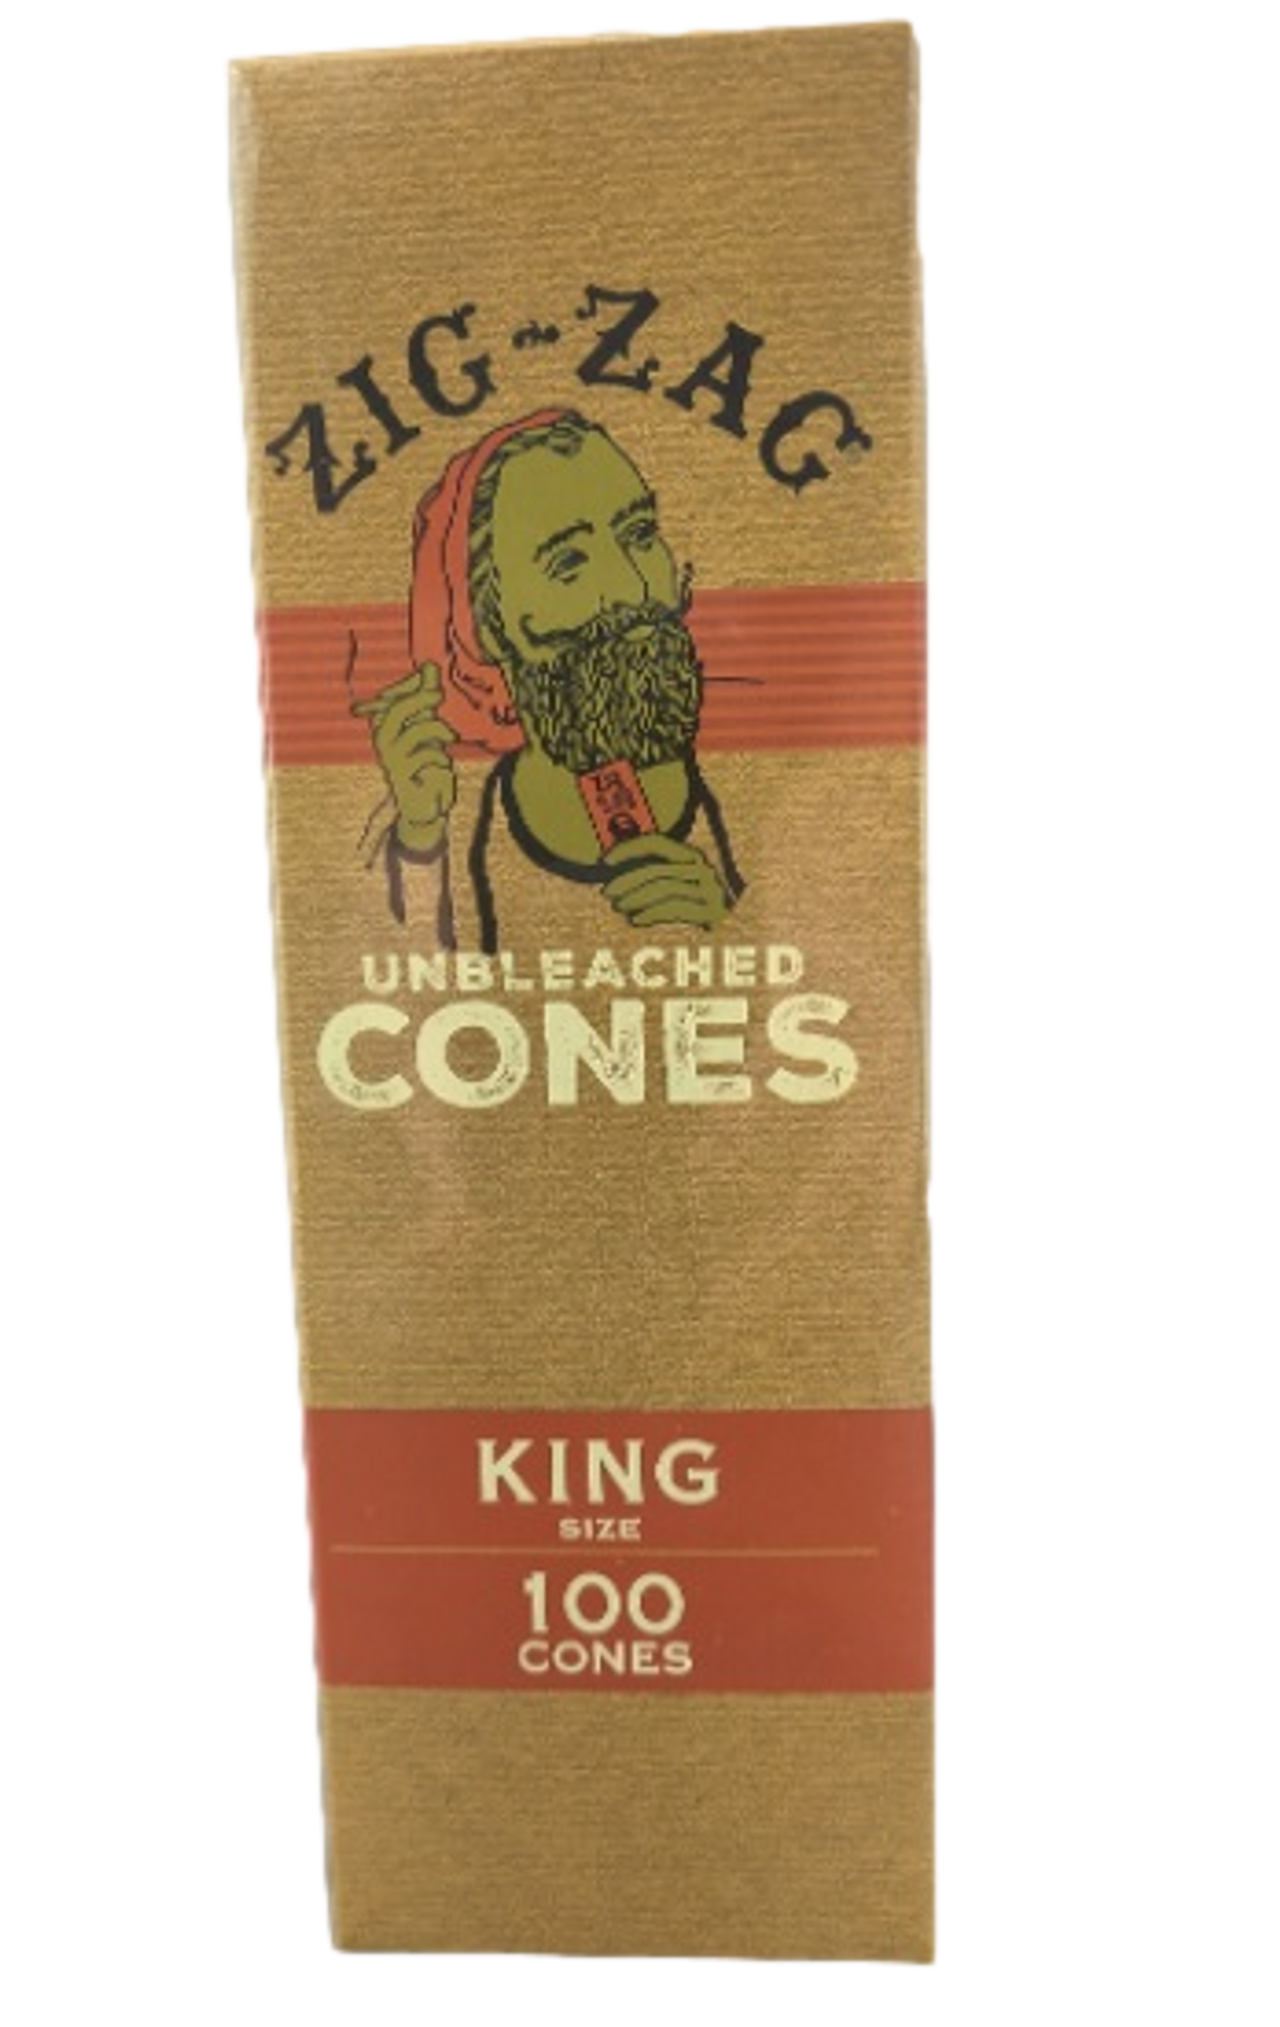 ZIG-ZAG
UNBLEACHED
CONES
KING
SIZE
100
CONES